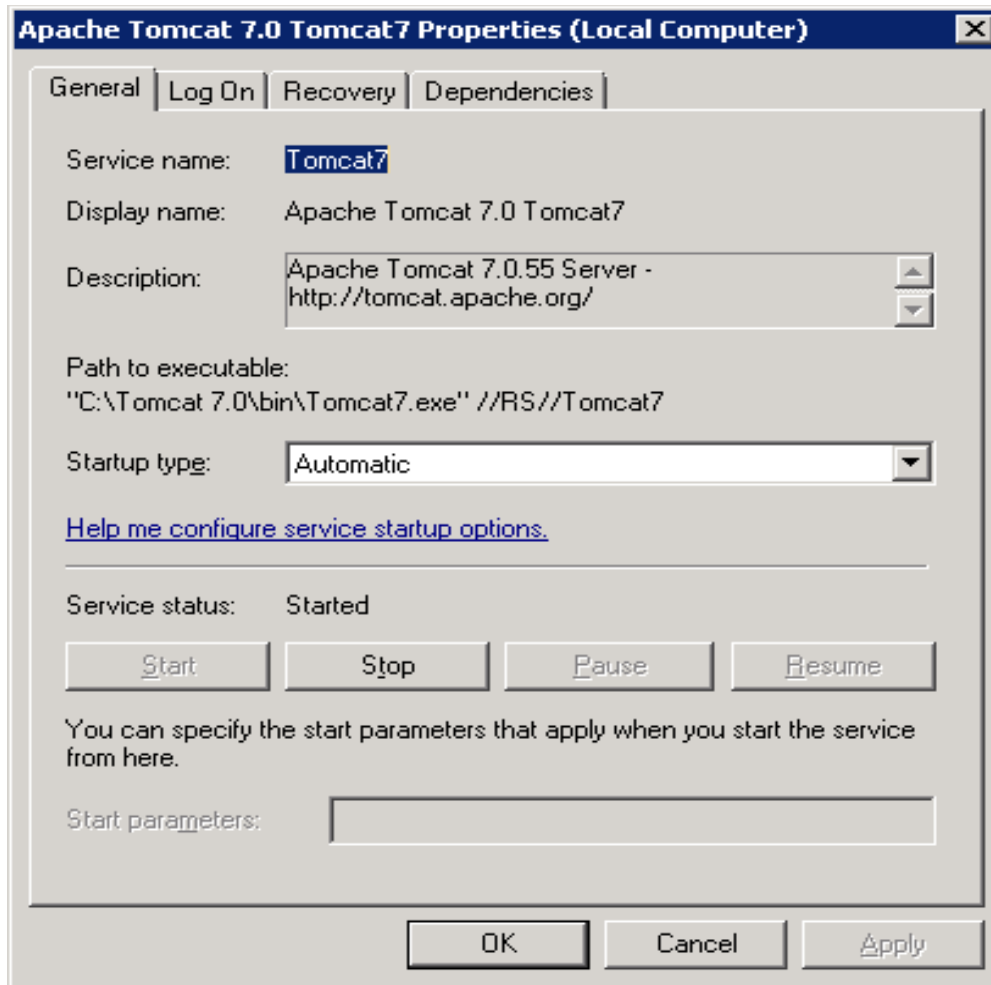 Apache Tomcat 7.0 Tomcat7 Properties (Local Computer)
General Log On Recovery Dependencies
Service name: Tomcat7
Display name: Apache Tomcat 7.0 Tomcat7
Description: Apache Tomcat 7.0.55 Server -
http://tomcat.apache.org/
Path to executable:
"C:\Tomcat 7.0\bin\Tomcat7.exe" //RS//Tomcat7
Startup type: Automatic
Help me configure service startup options.
Service status: Started
Start Stop Pause Resume
You can specify the start parameters that apply when you start the service
from here.
Start parameters:
OK Cancel Apply